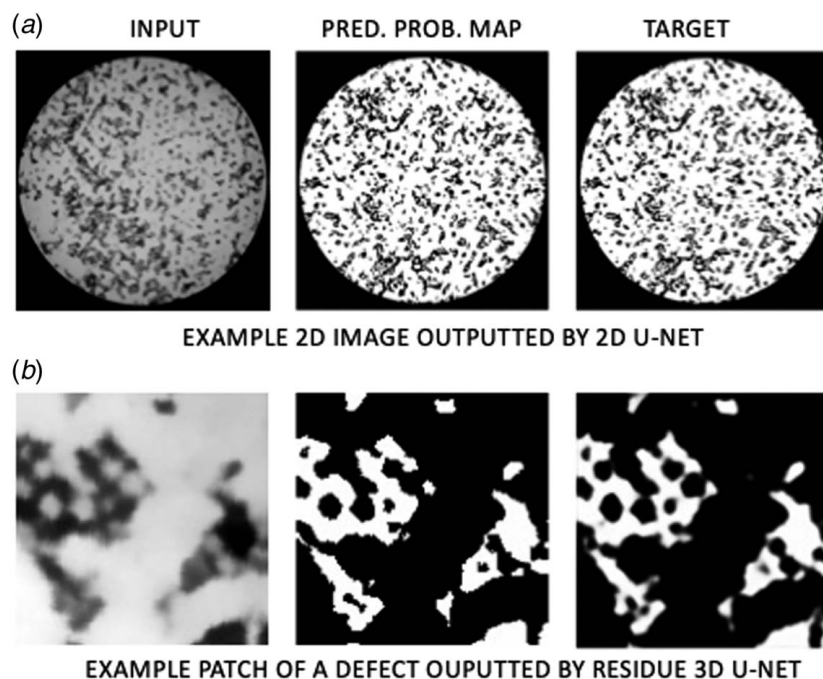 (a)
INPUT PRED. PROB. MAP TARGET
EXAMPLE 2D IMAGE OUTPUTTED BY 2D U-NET
(b)
EXAMPLE PATCH OF A DEFECT OUPUTTED BY RESIDUE 3D U-NET